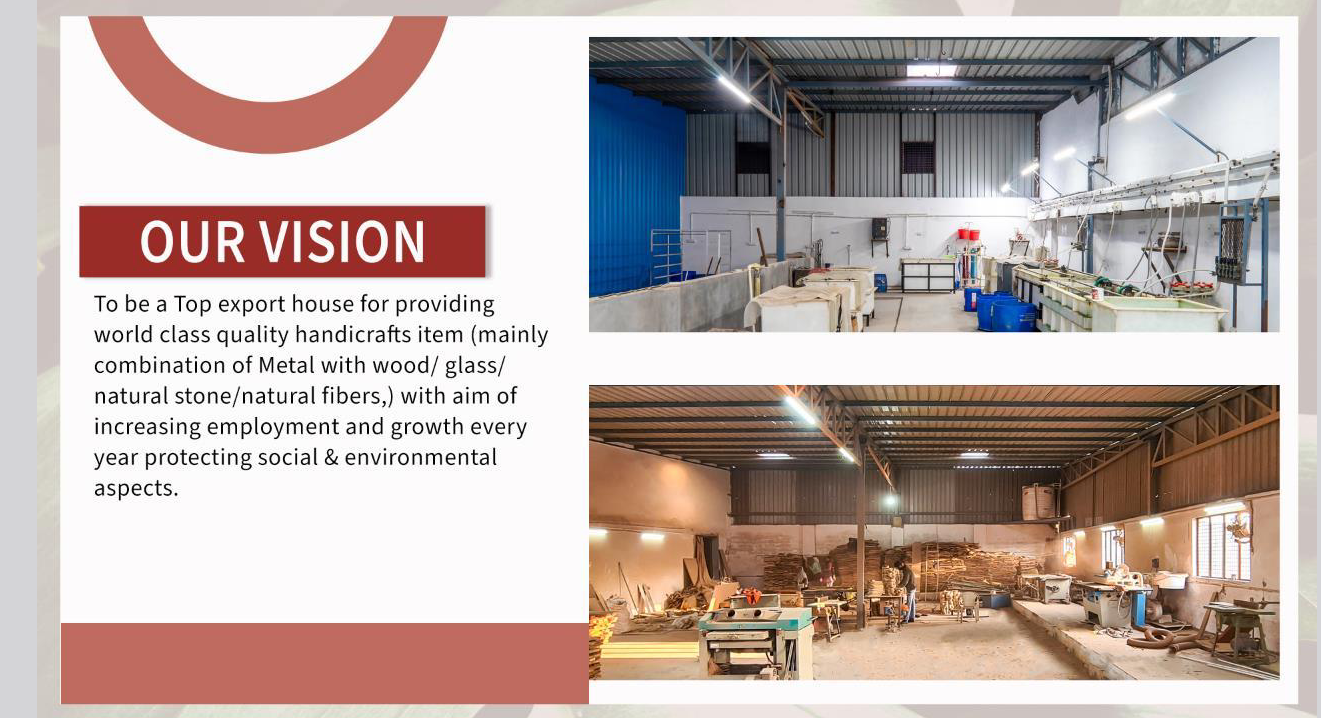 OUR VISION
To be a Top export house for providing
world class quality handicrafts item (mainly
combination of Metal with wood/ glass/
natural stone/natural fibers,) with aim of
increasing employment and growth every
year protecting social & environmental
aspects.